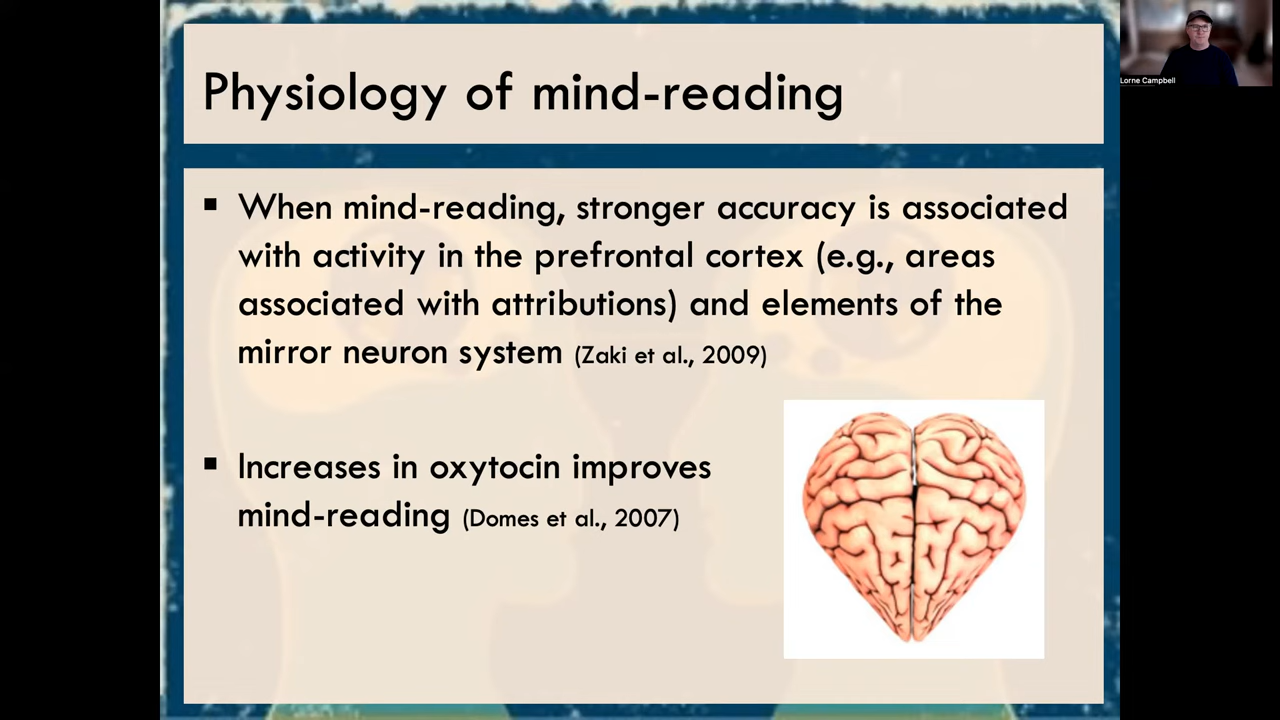 Physiology of mind-reading
▪ When mind-reading, stronger accuracy is associated
with activity in the prefrontal cortex (e.g., areas
associated with attributions) and elements of the
mirror neuron system (Zaki et al., 2009)
▪ Increases in oxytocin improves
mind-reading (Domes et al., 2007)
Lorne Campbell